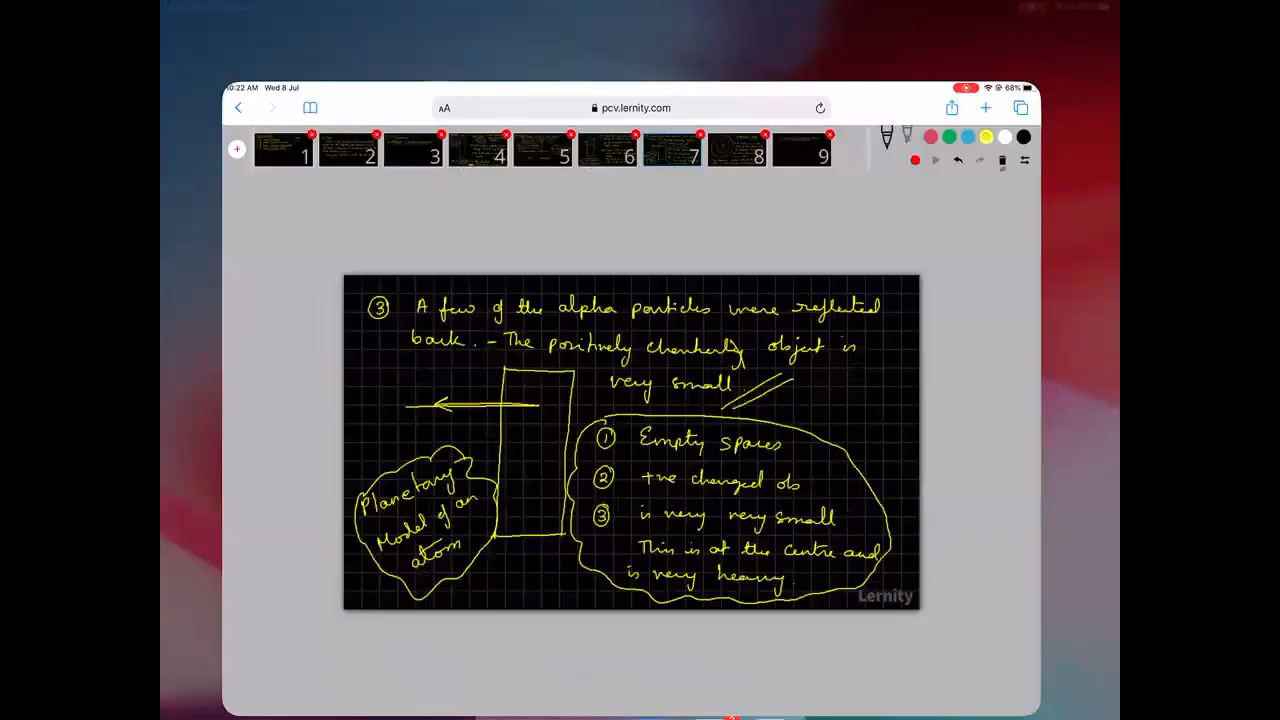 10:22 AM Wed 8 Jul
68%
AA
pcv.lernity.com
1 2 3 4 5 6 7 8 9
③ A few of the alpha particles were reflected
back. - The positively object is
very small.
① Empty spaces
② +ve charged ob
③ is very very small
This is at the centre and
is very heavy.
Planetary
Model of an
atom
Lernity